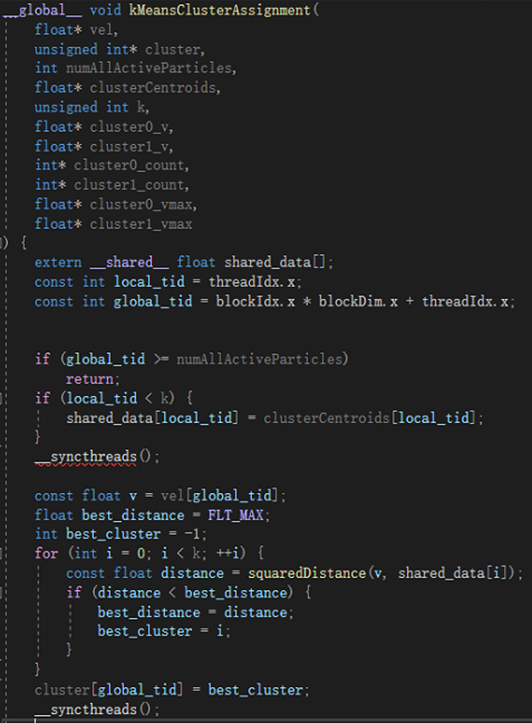 __global__ void kMeansClusterAssignment(
float* vel,
unsigned int* cluster,
int numAllActiveParticles,
float* clusterCentroids,
unsigned int k,
float* cluster0_v,
float* cluster1_v,
int* cluster0_count,
int* cluster1_count,
float* cluster0_vmax,
float* cluster1_vmax
) {
extern __shared__ float shared_data[];
const int local_tid = threadIdx.x;
const int global_tid = blockIdx.x * blockDim.x + threadIdx.x;
if (global_tid >= numAllActiveParticles)
return;
if (local_tid < k) {
shared_data[local_tid] = clusterCentroids[local_tid];
}
__syncthreads();
const float v = vel[global_tid];
float best_distance = FLT_MAX;
int best_cluster = -1;
for (int i = 0; i < k; ++i) {
const float distance = squaredDistance(v, shared_data[i]);
if (distance < best_distance) {
best_distance = distance;
best_cluster = i;
}
}
cluster[global_tid] = best_cluster;
__syncthreads();